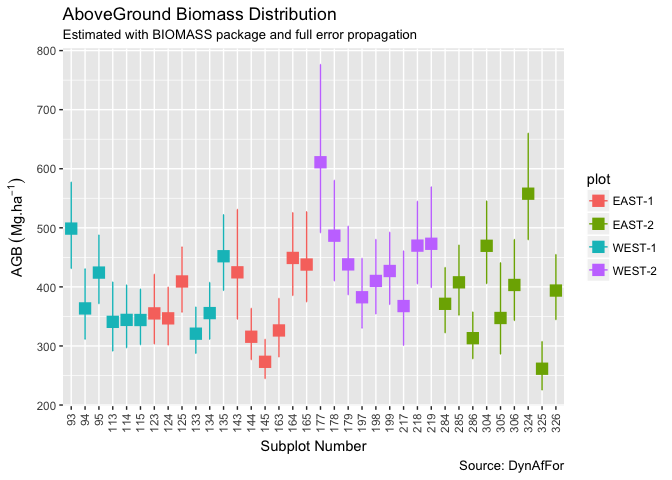 AboveGround Biomass Distribution
Estimated with BIOMASS package and full error propagation
AGB (Mg.ha⁻¹)
800
700
600
500
400
300
200
93 94 95 113 114 115 123 124 125 133 134 135 143 144 145 163 164 165 177 178 179 197 198 199 217 218 219 284 285 286 304 305 306 324 325 326
Subplot Number
plot
EAST-1
EAST-2
WEST-1
WEST-2
Source: DynAfFor